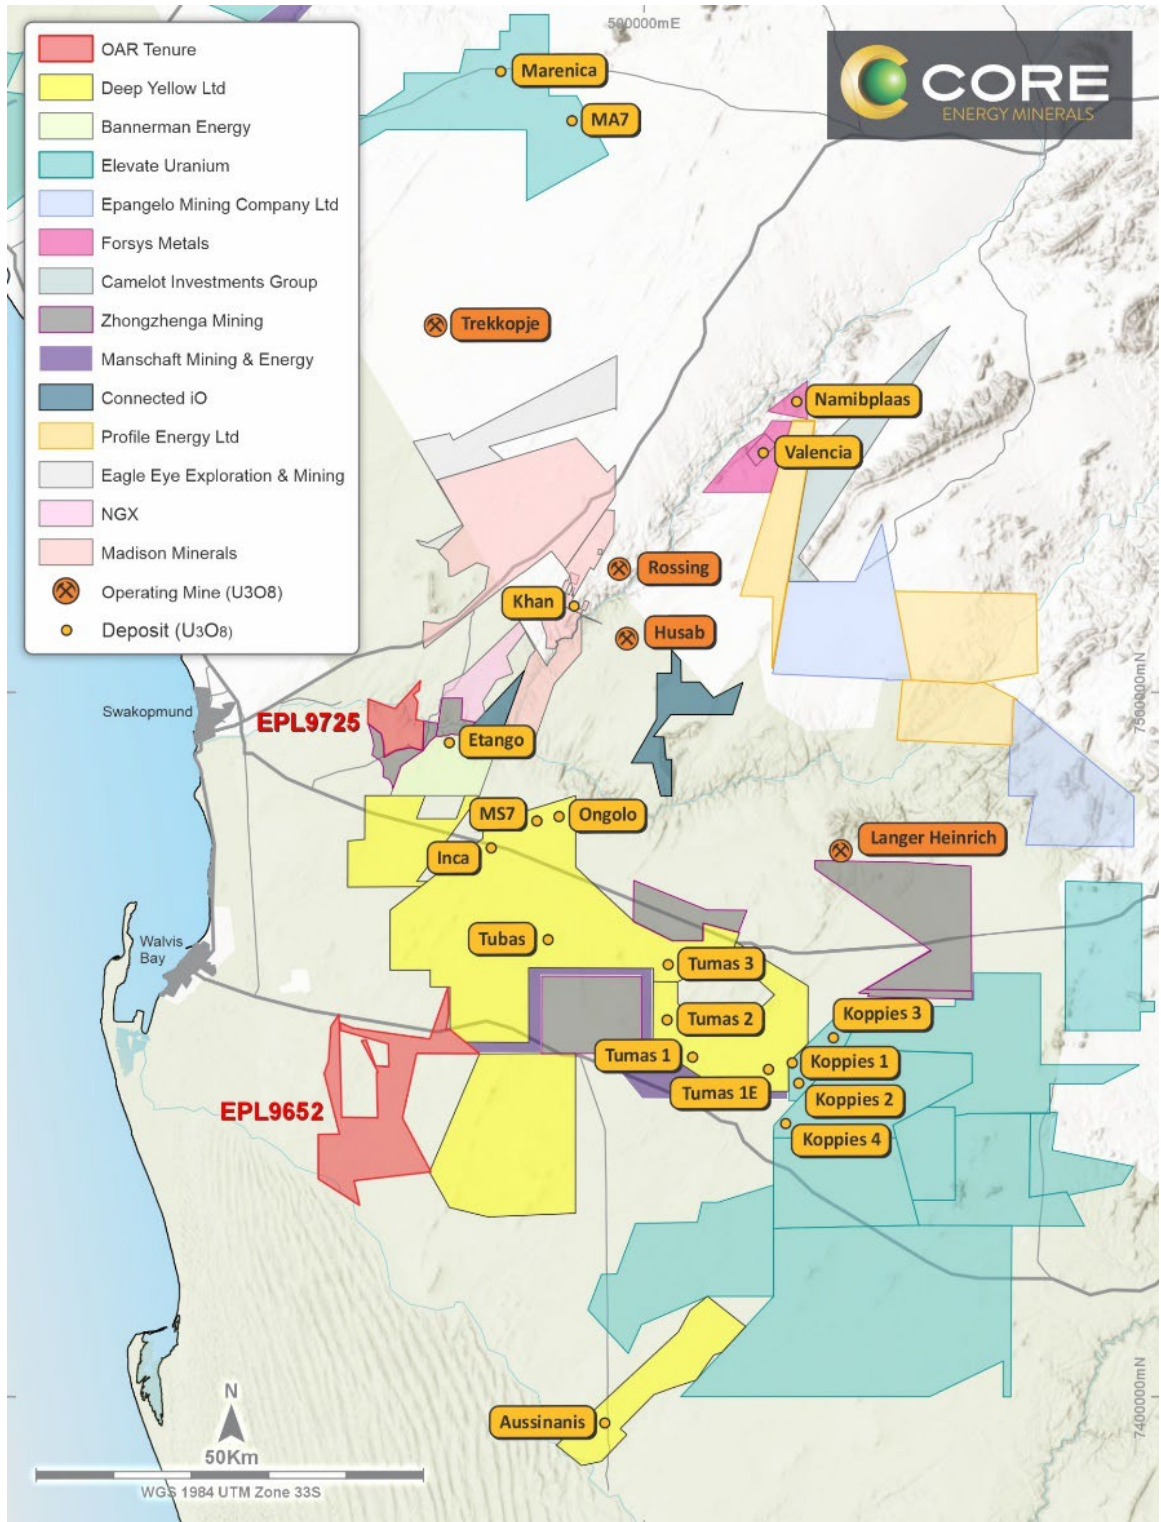 500000mE
OAR Tenure
Deep Yellow Ltd
Bannerman Energy
Elevate Uranium
Epangelo Mining Company Ltd
Forsys Metals
Camelot Investments Group
Zhongzhenga Mining
Manschaft Mining & Energy
Connected iO
Profile Energy Ltd
Eagle Eye Exploration & Mining
NGX
Madison Minerals
Operating Mine (U3O8)
Deposit (U3O8)
CORE
ENERGY MINERALS
Marenica
MA7
Trekkopje
Namibplaas
Valencia
Rossing
Khan
Husab
Swakopmund
EPL9725
Etango
7500000mN
MS7
Ongolo
Inca
Langer Heinrich
Walvis
Bay
Tubas
Tumas 3
Tumas 2
Koppies 3
Tumas 1
Koppies 1
Tumas 1E
Koppies 2
EPL9652
Koppies 4
Aussinanis
7400000mN
N
50Km
WGS 1984 UTM Zone 33S